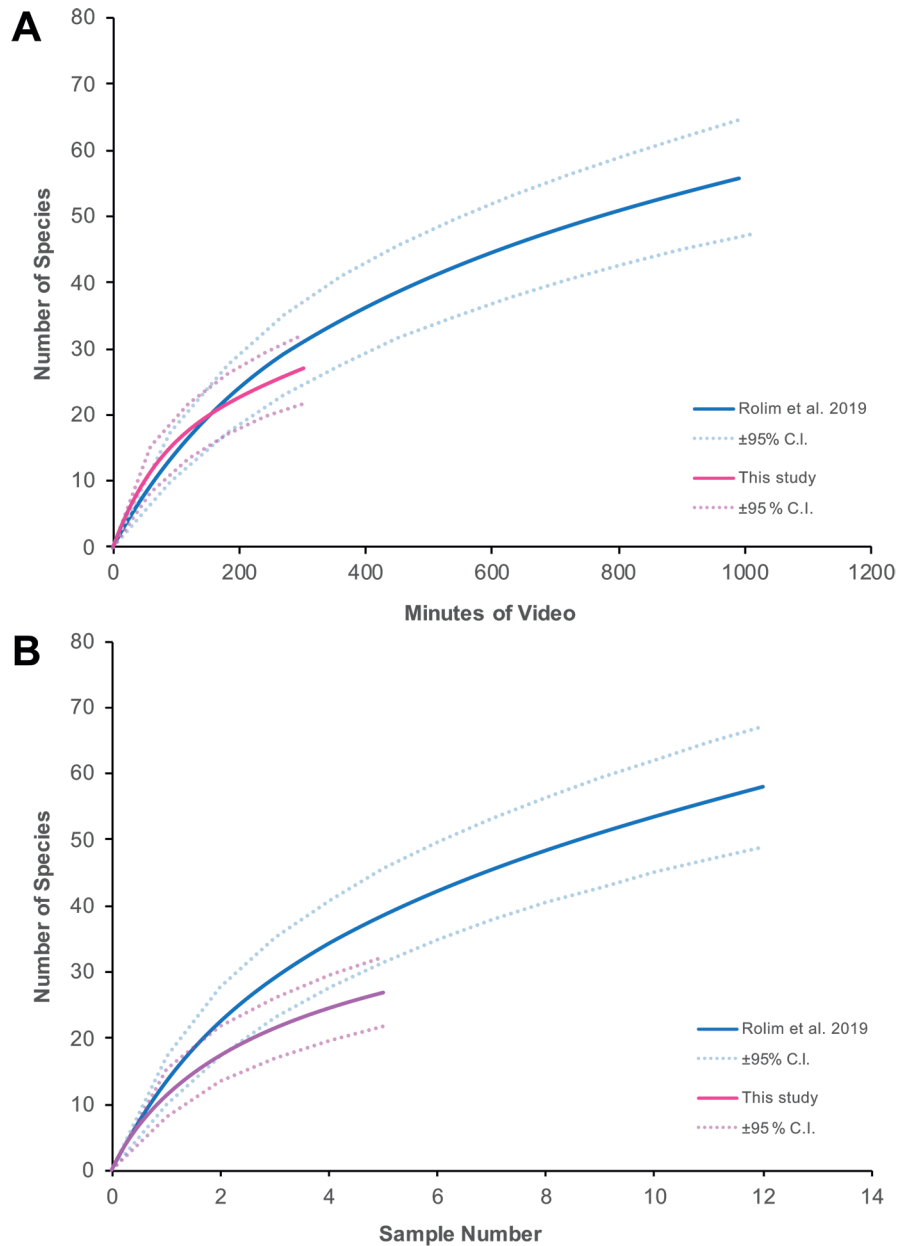 A
80
70
60
50
40
30
20
10
0
Number of Species
0 200 400 600 800 1000 1200
Minutes of Video
Rolim et al. 2019
±95% C.I.
This study
±95 % C.I.
B
80
70
60
50
40
30
20
10
0
Number of Species
0 2 4 6 8 10 12 14
Sample Number
Rolim et al. 2019
±95% C.I.
This study
±95 % C.I.